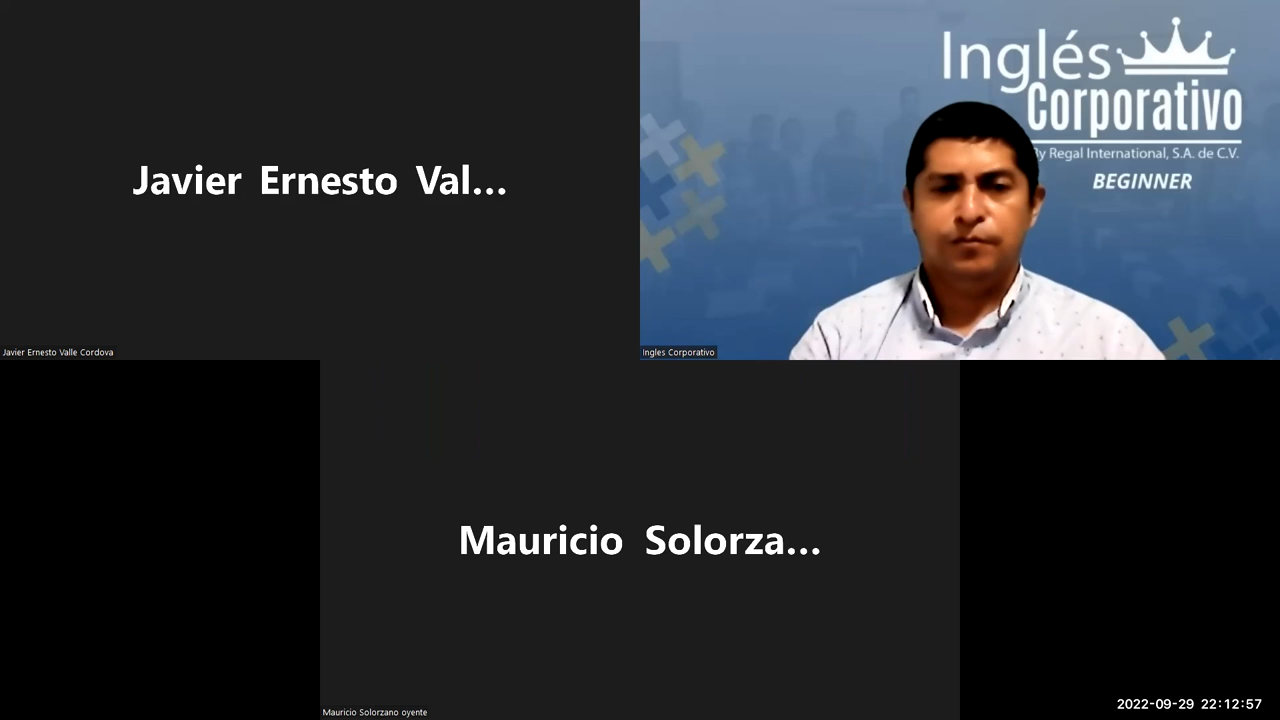 Javier Ernesto Val...
Javier Ernesto Valle Cordova
Inglés
Corporativo
By Regal International, S.A. de C.V.
BEGINNER
Ingles Corporativo
Mauricio Solorza...
Mauricio Solorzano oyente
2022-09-29 22:12:57